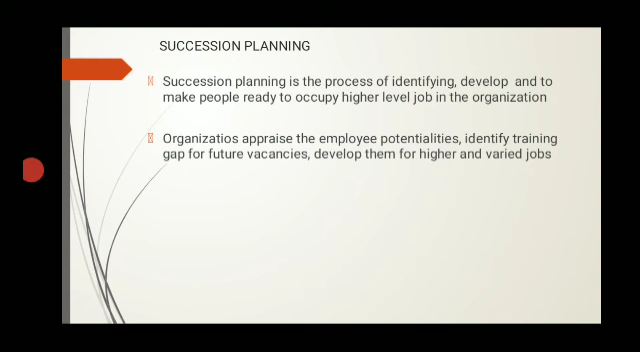 SUCCESSION PLANNING
Succession planning is the process of identifying, develop and to
make people ready to occupy higher level job in the organization
Organizatios appraise the employee potentialities, identify training
gap for future vacancies, develop them for higher and varied jobs